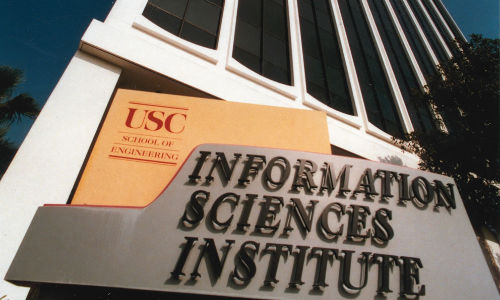 USC
SCHOOL OF
ENGINEERING
INFORMATION
SCIENCES
INSTITUTE